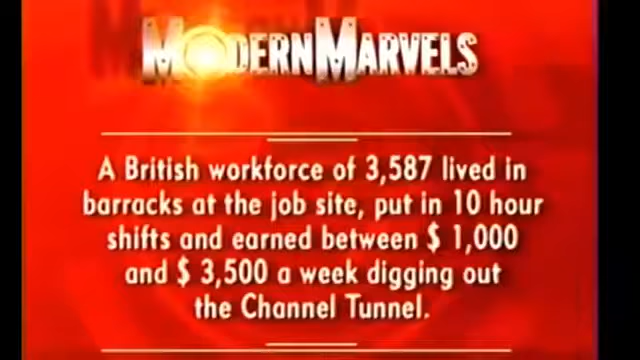 MODERN MARVELS
A British workforce of 3,587 lived in
barracks at the job site, put in 10 hour
shifts and earned between $ 1,000
and $ 3,500 a week digging out
the Channel Tunnel.